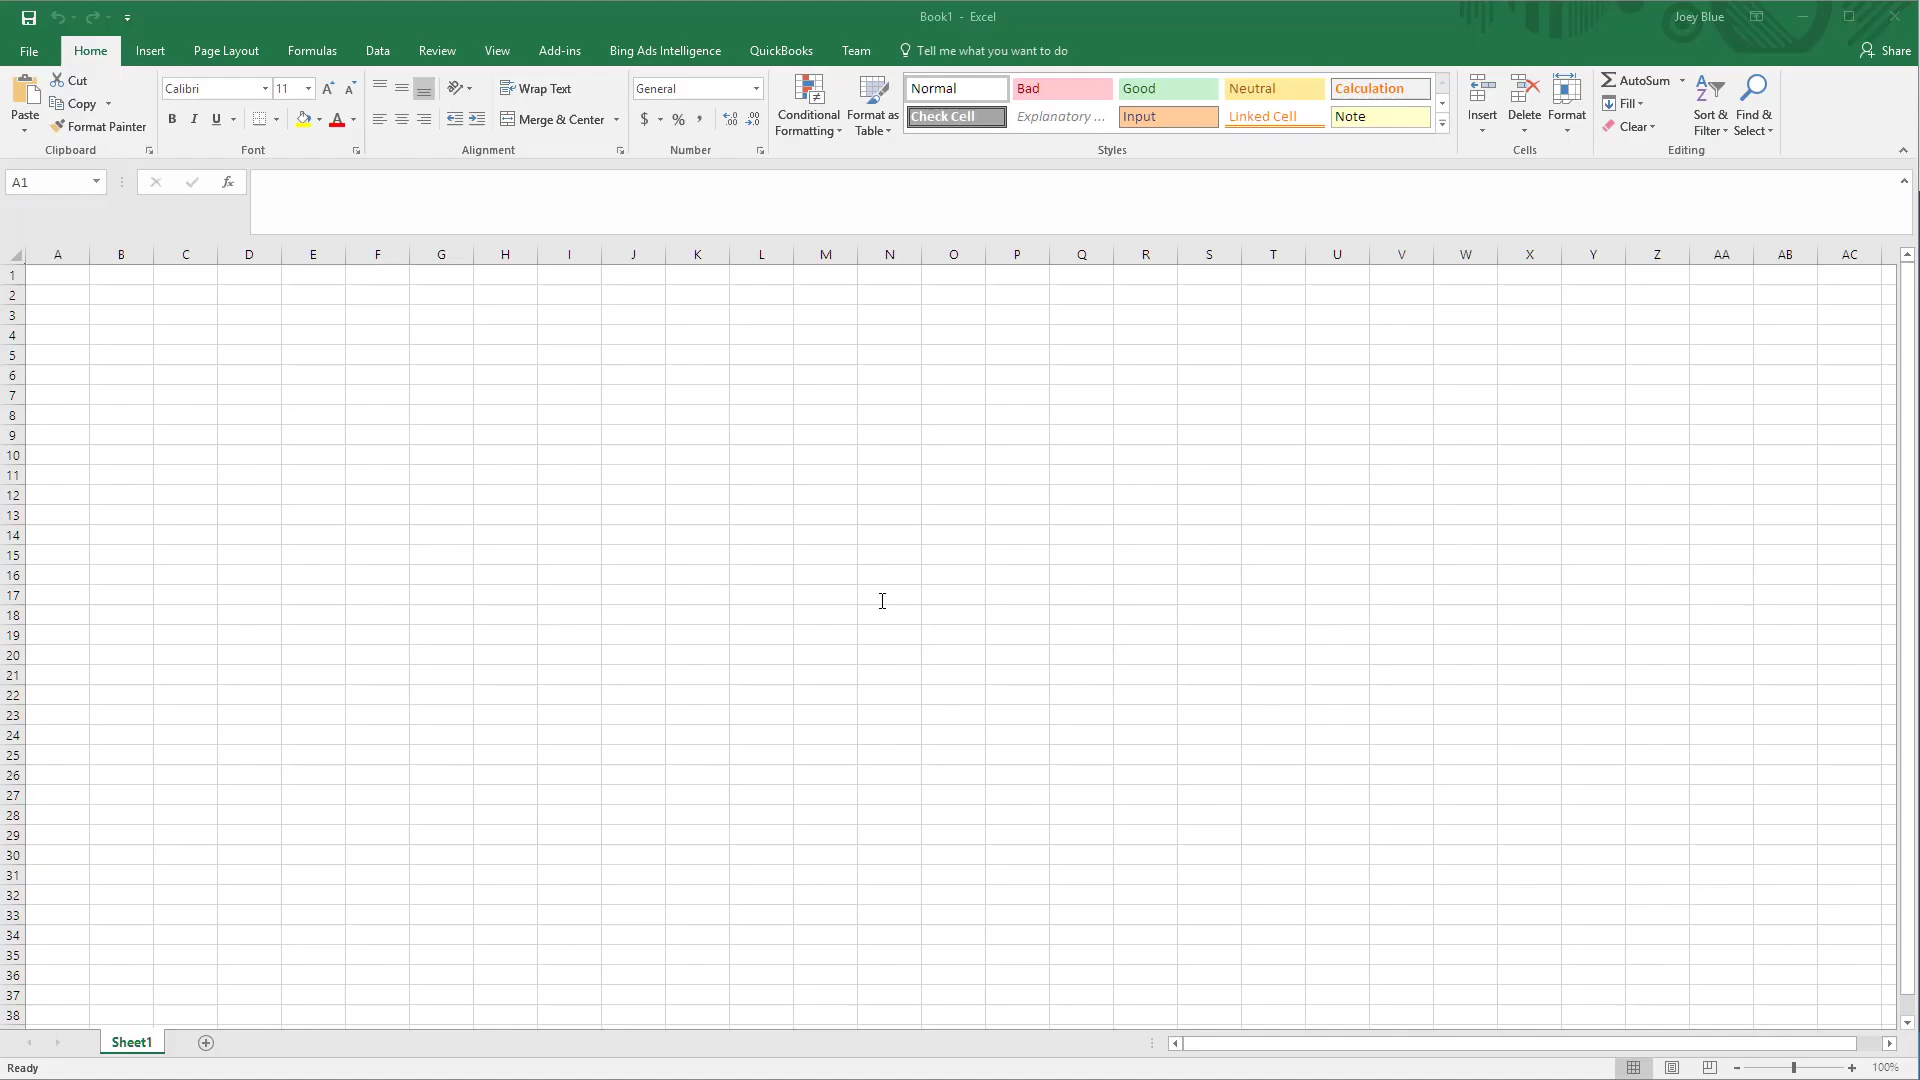 Book1 - Excel
Joey Blue
File Home Insert Page Layout Formulas Data Review View Add-ins Bing Ads Intelligence QuickBooks Team Tell me what you want to do Share
Paste
Cut
Copy
Format Painter
Clipboard
Calibri 11
B I U A
Font
Wrap Text
Merge & Center
Alignment
General
$ % ,
Number
Conditional Formatting
Format as Table
Normal Bad Good Neutral Calculation
Check Cell Explanatory ... Input Linked Cell Note
Styles
Insert Delete Format
Cells
AutoSum
Fill
Clear
Sort & Filter
Find & Select
Editing
A1 fx
A B C D E F G H I J K L M N O P Q R S T U V W X Y Z AA AB AC
1
2
3
4
5
6
7
8
9
10
11
12
13
14
15
16
17
18
19
20
21
22
23
24
25
26
27
28
29
30
31
32
33
34
35
36
37
38
Sheet1
Ready
100%